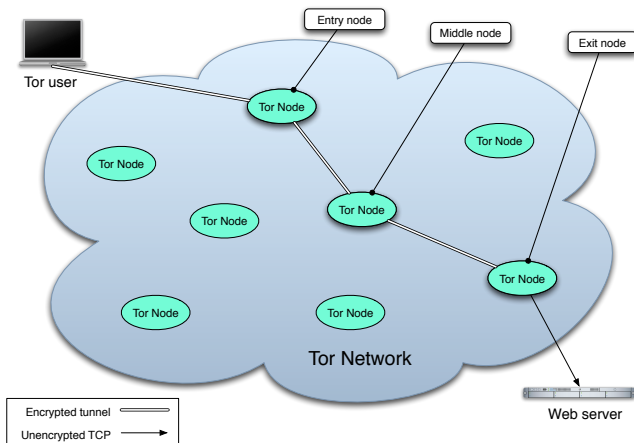 Entry node
Middle node
Exit node
Tor user
Tor Node
Tor Node
Tor Node
Tor Node
Tor Node
Tor Node
Tor Node
Tor Node
Tor Network
Web server
Encrypted tunnel
Unencrypted TCP